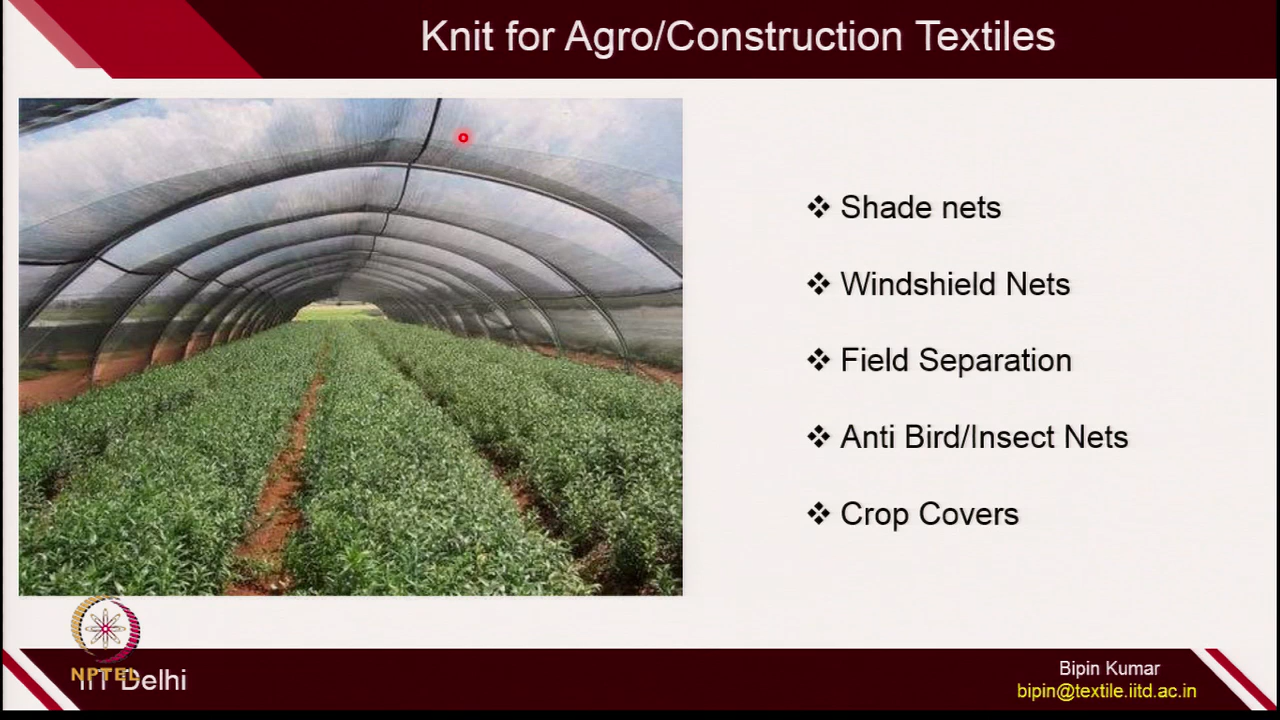 Knit for Agro/Construction Textiles
❖ Shade nets
❖ Windshield Nets
❖ Field Separation
❖ Anti Bird/Insect Nets
❖ Crop Covers
NPTEL
IIT Delhi
Bipin Kumar
bipin@textile.iitd.ac.in